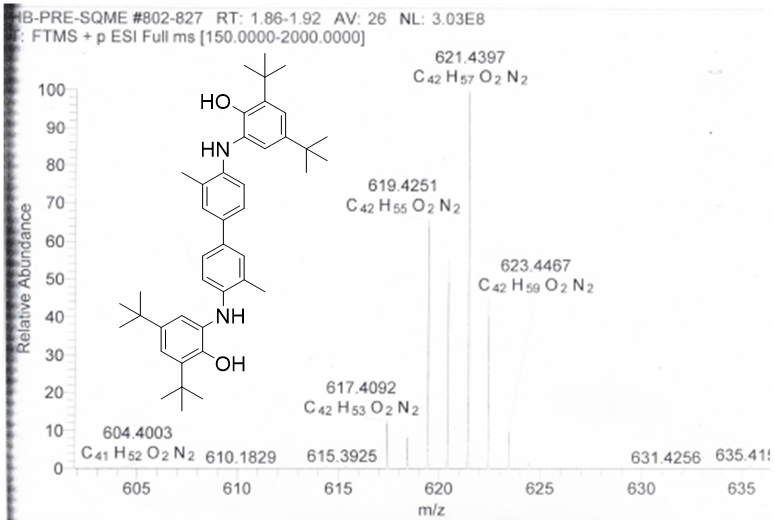 HB-PRE-SQME #802-827 RT: 1.86-1.92 AV: 26 NL: 3.03E8
T: FTMS + p ESI Full ms [150.0000-2000.0000]
621.4397
C42 H57 O2 N2
619.4251
C42 H55 O2 N2
623.4467
C42 H59 O2 N2
617.4092
C42 H53 O2 N2
604.4003
C41 H52 O2 N2
610.1829
615.3925
631.4256
635.415
HO
HN
NH
OH
Relative Abundance
100
90
80
70
60
50
40
30
20
10
0
605
610
615
620
625
630
635
m/z